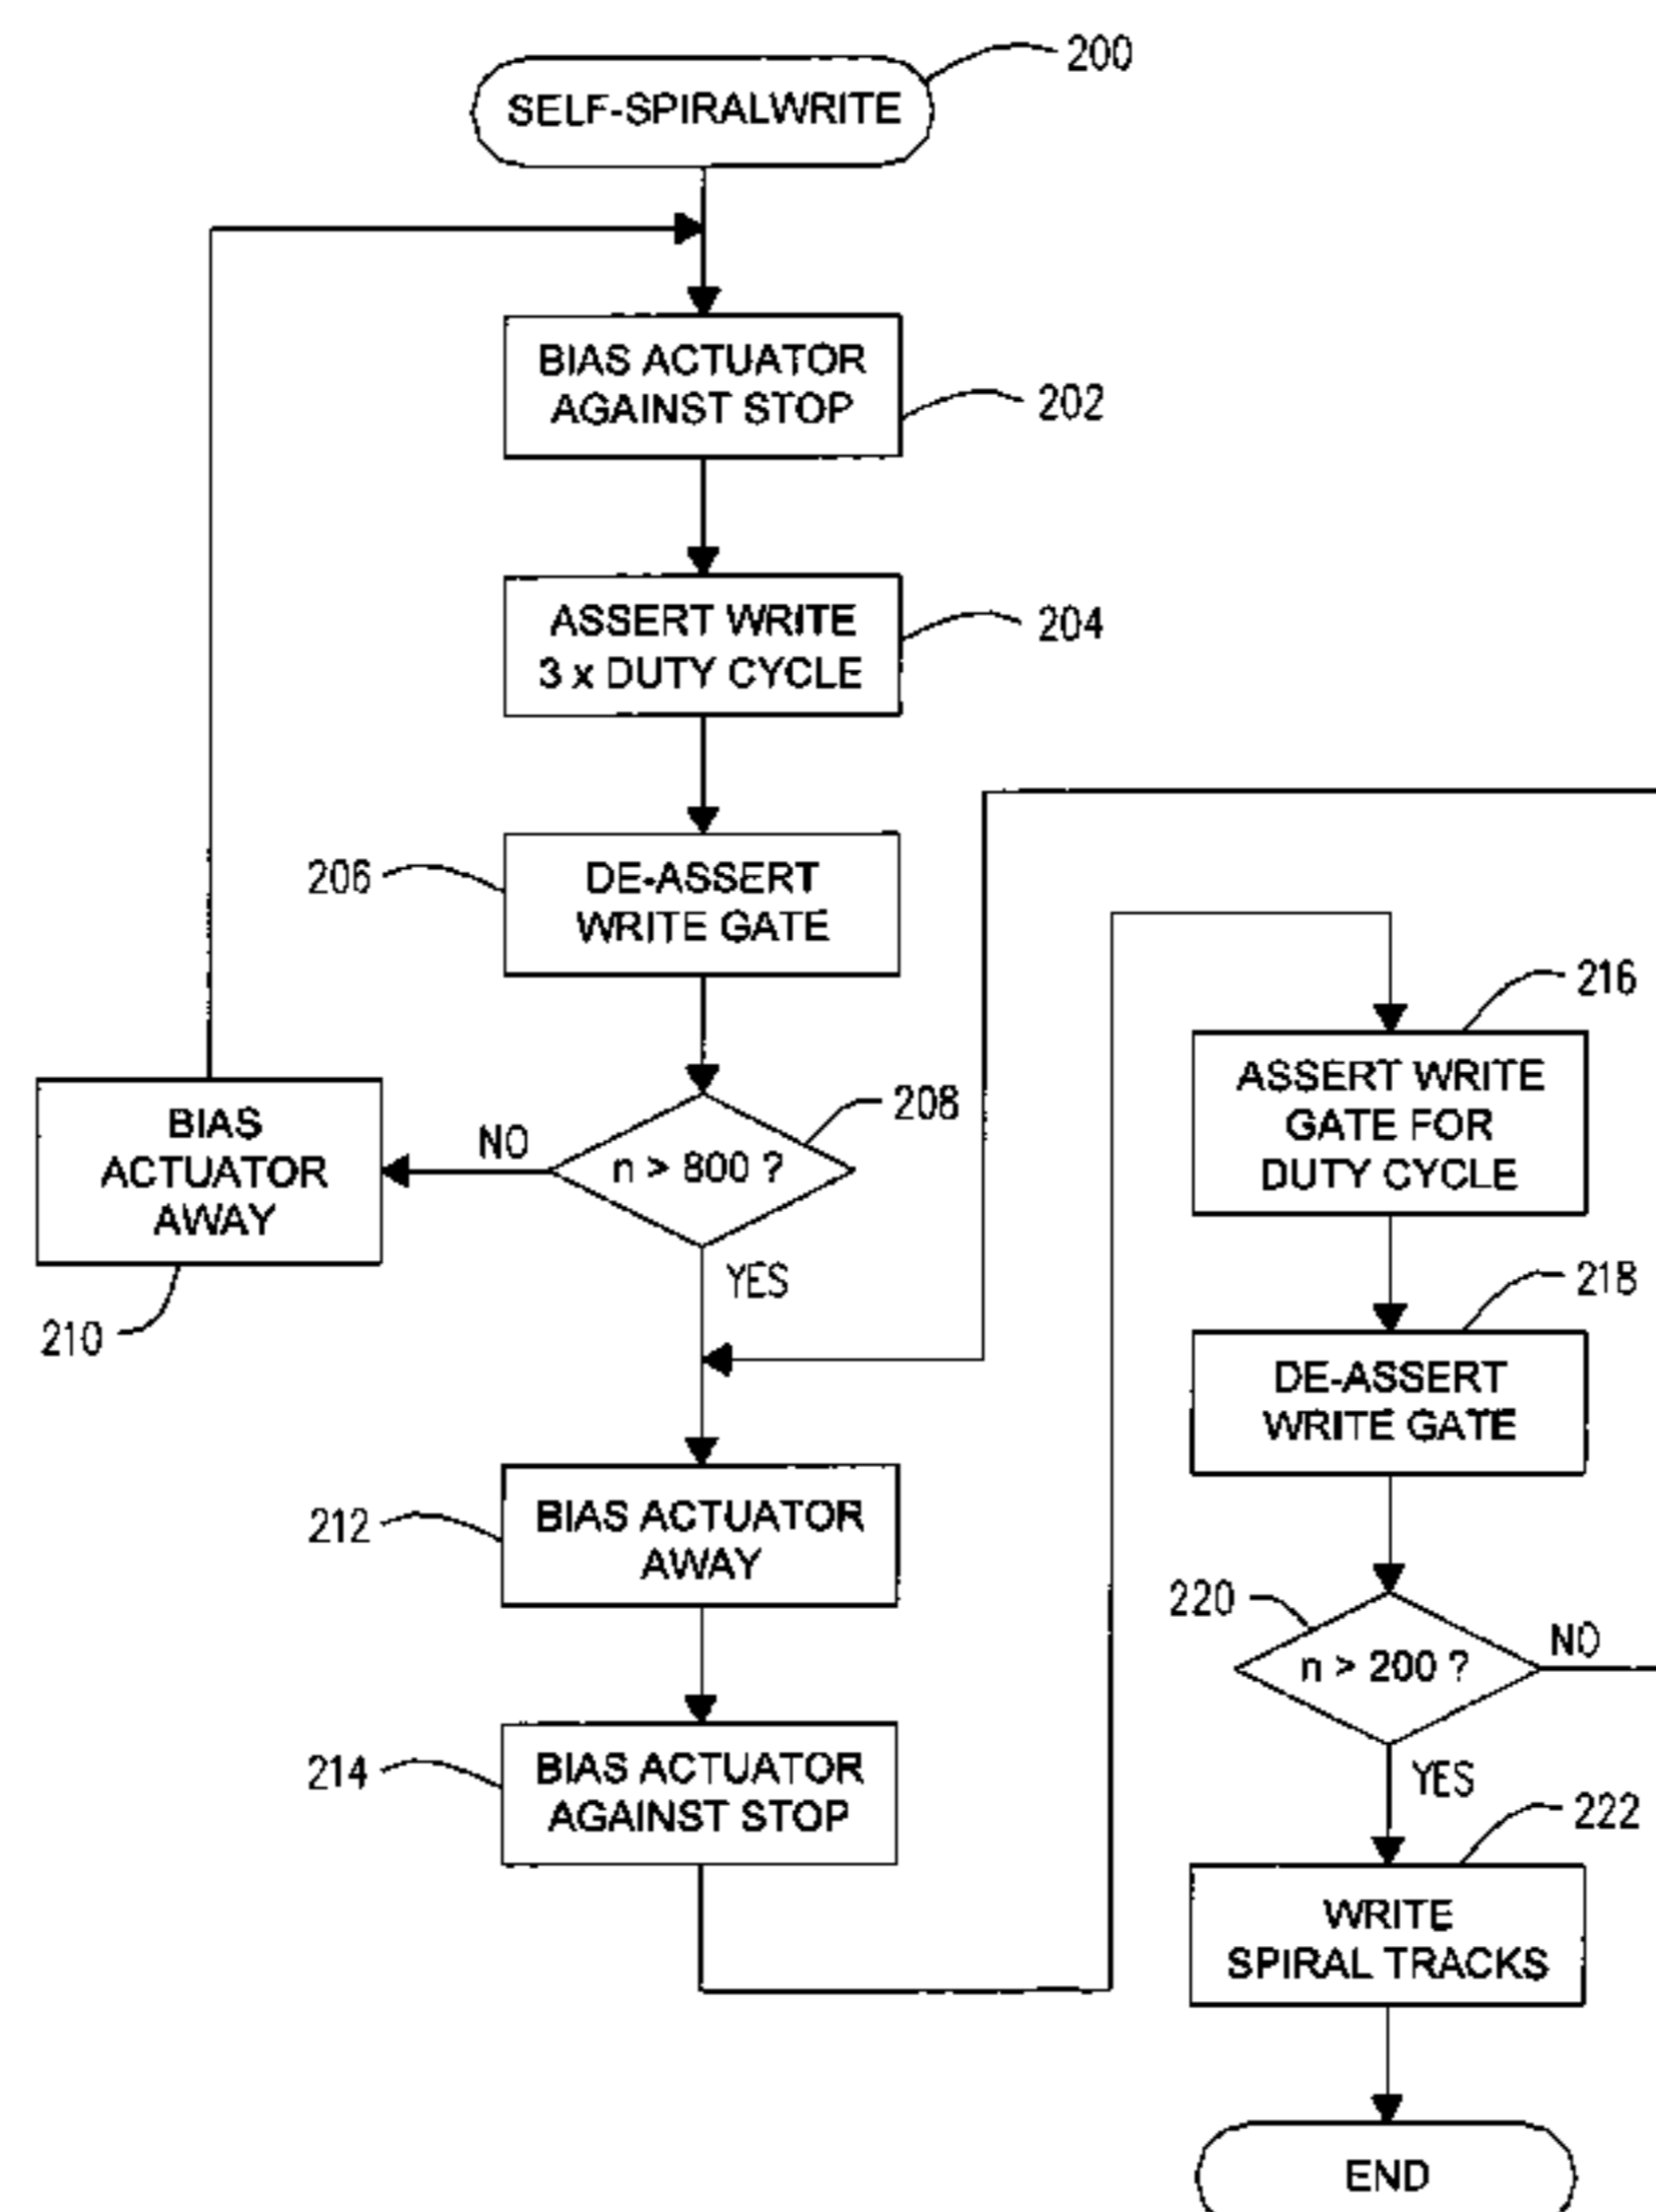 200
SELF-SPIRALWRITE
BIAS ACTUATOR
AGAINST STOP
202
ASSERT WRITE
3 x DUTY CYCLE
204
206
DE-ASSERT
WRITE GATE
208
n > 800 ?
NO
YES
BIAS
ACTUATOR
AWAY
210
212
BIAS ACTUATOR
AWAY
214
BIAS ACTUATOR
AGAINST STOP
216
ASSERT WRITE
GATE FOR
DUTY CYCLE
218
DE-ASSERT
WRITE GATE
220
n > 200 ?
NO
YES
222
WRITE
SPIRAL TRACKS
END